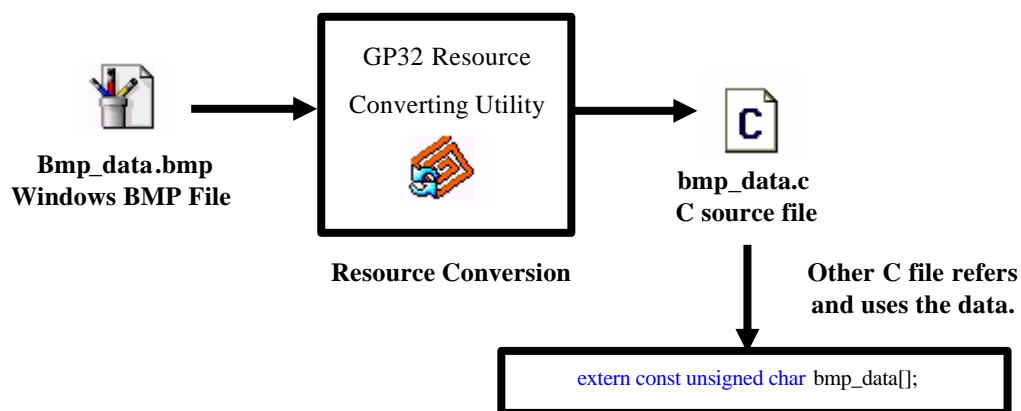 GP32 Resource
Converting Utility
C
Bmp_data.bmp
Windows BMP File
bmp_data.c
C source file
Resource Conversion
Other C file refers
and uses the data.
extern const unsigned char bmp_data[];